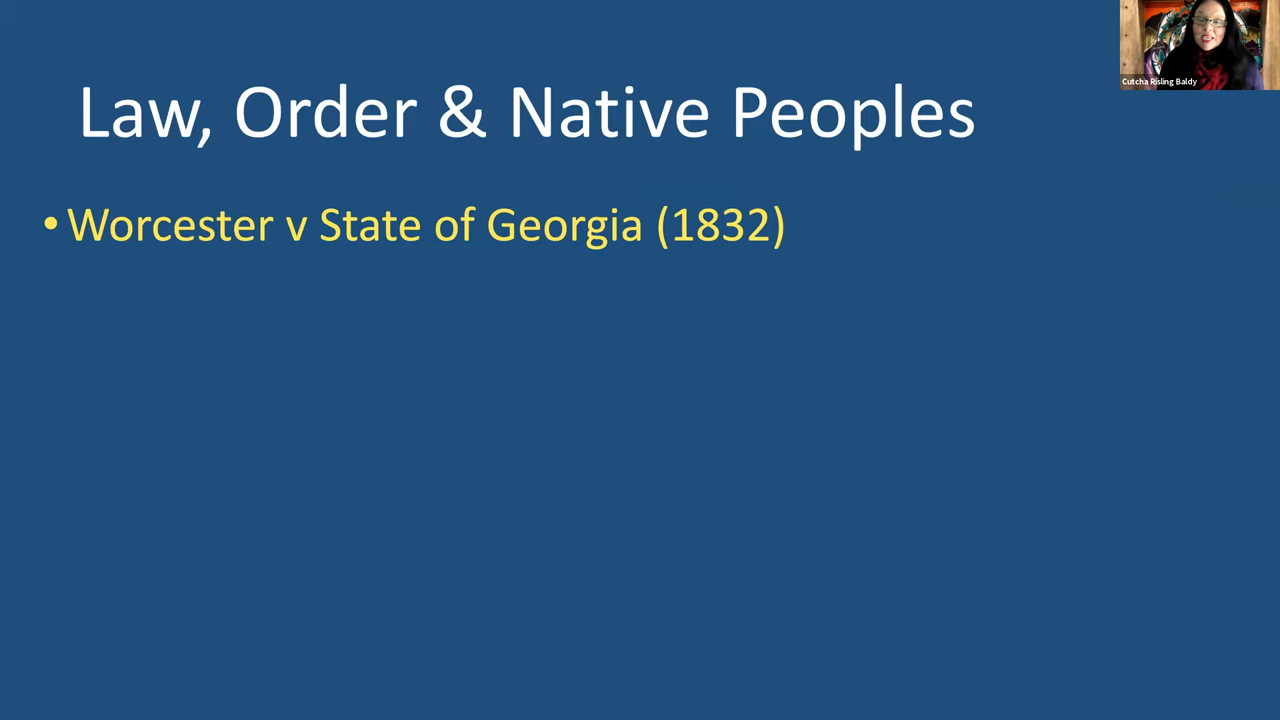 Cutcha Risling Baldy
Law, Order & Native Peoples
• Worcester v State of Georgia (1832)